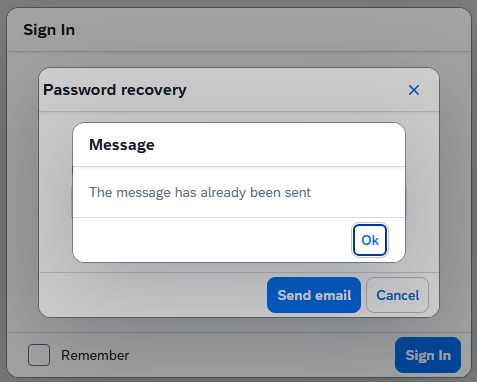 Sign In
Password recovery
Message
The message has already been sent
Ok
Send email Cancel
Remember Sign In